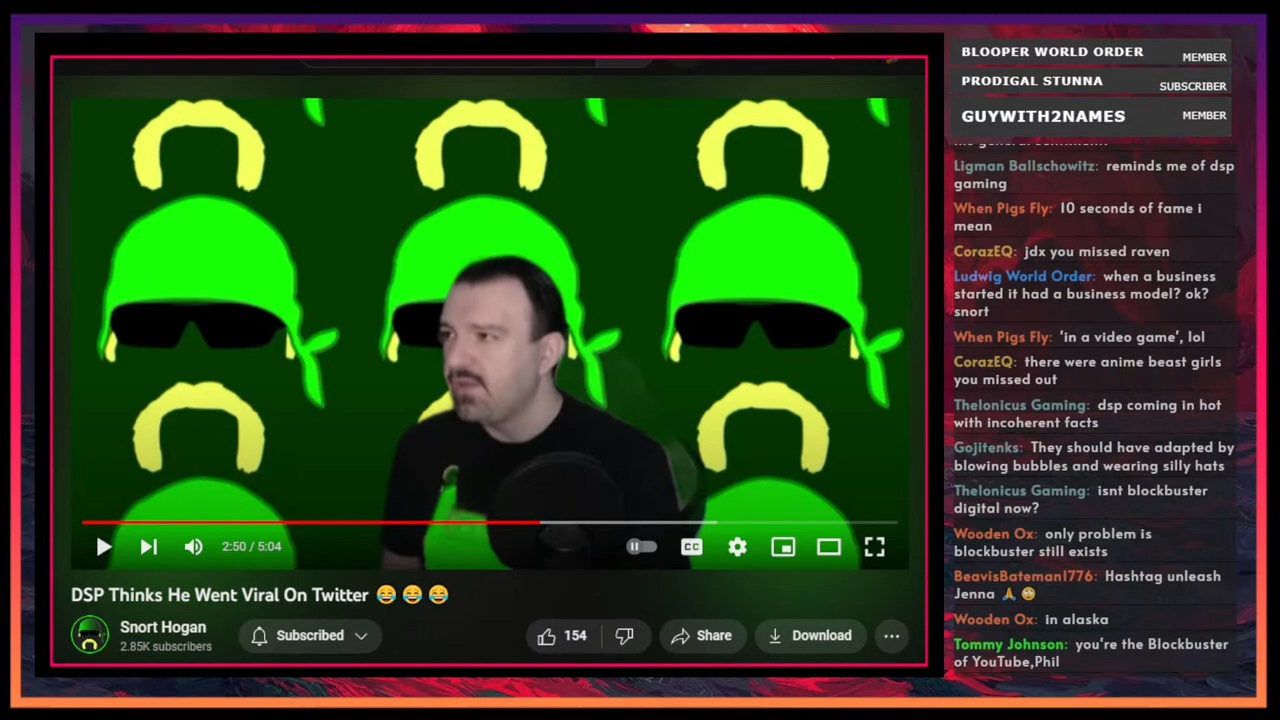 BLOOPER WORLD ORDER
MEMBER
PRODIGAL STUNNA
SUBSCRIBER
GUYWITH2NAMES
MEMBER
Ligman Ballschowitz: reminds me of dsp
gaming
When Pigs Fly: 10 seconds of fame i
mean
CorazEQ: jdx you missed raven
Ludwig World Order: when a business
started it had a business model? ok?
snort
When Pigs Fly: 'in a video game', lol
CorazEQ: there were anime beast girls
you missed out
Thelonicus Gaming: dsp coming in hot
with incoherent facts
Gojitenks: They should have adapted by
blowing bubbles and wearing silly hats
Thelonicus Gaming: isnt blockbuster
digital now?
Wooden Ox: only problem is
blockbuster still exists
BeavisBateman1776: Hashtag unleash
Jenna 🙏 🙄
Wooden Ox: in alaska
Tommy Johnson: you're the Blockbuster
of YouTube,Phil
2:50 / 5:04
CC
DSP Thinks He Went Viral On Twitter 😂 😂 😂
Snort Hogan
2.85K subscribers
Subscribed
154
Share
Download